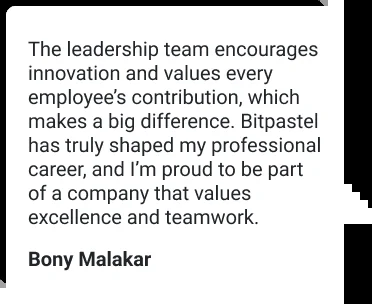 The leadership team encourages
innovation and values every
employee’s contribution, which
makes a big difference. Bitpastel
has truly shaped my professional
career, and I’m proud to be part
of a company that values
excellence and teamwork.
Bony Malakar